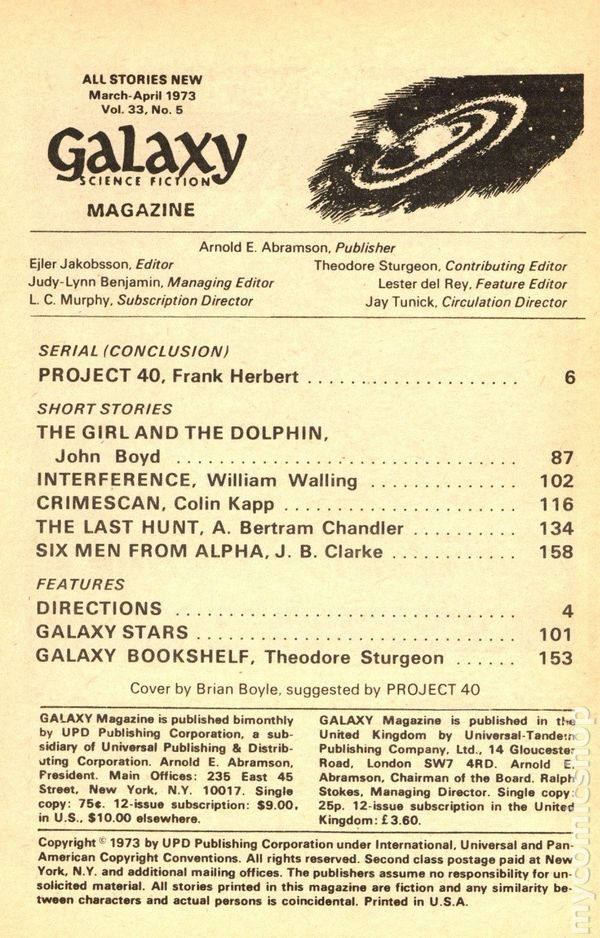 ALL STORIES NEW
March-April 1973
Vol. 33, No. 5
Galaxy
SCIENCE FICTION
MAGAZINE
Arnold E. Abramson, Publisher
Ejler Jakobsson, Editor
Theodore Sturgeon, Contributing Editor
Judy-Lynn Benjamin, Managing Editor
Lester del Rey, Feature Editor
L. C. Murphy, Subscription Director
Jay Tunick, Circulation Director
SERIAL (CONCLUSION)
PROJECT 40, Frank Herbert . . . . . . . . . . . . . . . . . . . . 6
SHORT STORIES
THE GIRL AND THE DOLPHIN,
John Boyd . . . . . . . . . . . . . . . . . . . . . . . . . . . . . . 87
INTERFERENCE, William Walling . . . . . . . . . . . . . 102
CRIMESCAN, Colin Kapp . . . . . . . . . . . . . . . . . . . . 116
THE LAST HUNT, A. Bertram Chandler . . . . . . . . . 134
SIX MEN FROM ALPHA, J. B. Clarke . . . . . . . . . . . 158
FEATURES
DIRECTIONS . . . . . . . . . . . . . . . . . . . . . . . . . . . . . . 4
GALAXY STARS . . . . . . . . . . . . . . . . . . . . . . . . . . . . 101
GALAXY BOOKSHELF, Theodore Sturgeon . . . . . . 153
Cover by Brian Boyle, suggested by PROJECT 40
GALAXY Magazine is published bimonthly
by UPD Publishing Corporation, a sub-
sidiary of Universal Publishing & Distrib-
uting Corporation. Arnold E. Abramson,
President. Main Offices: 235 East 45
Street, New York, N.Y. 10017. Single
copy: 75¢. 12-issue subscription: $9.00,
in U.S., $10.00 elsewhere.
GALAXY Magazine is published in the
United Kingdom by Universal-Tandem
Publishing Company, Ltd., 14 Gloucester
Road, London SW7 4RD. Arnold E.
Abramson, Chairman of the Board. Ralph
Stokes, Managing Director. Single copy:
25p. 12-issue subscription in the United
Kingdom: £3.60.
Copyright © 1973 by UPD Publishing Corporation under International, Universal and Pan-
American Copyright Conventions. All rights reserved. Second class postage paid at New
York, N.Y. and additional mailing offices. The publishers assume no responsibility for un-
solicited material. All stories printed in this magazine are fiction and any similarity be-
tween characters and actual persons is coincidental. Printed in U.S.A.
mycomicshop